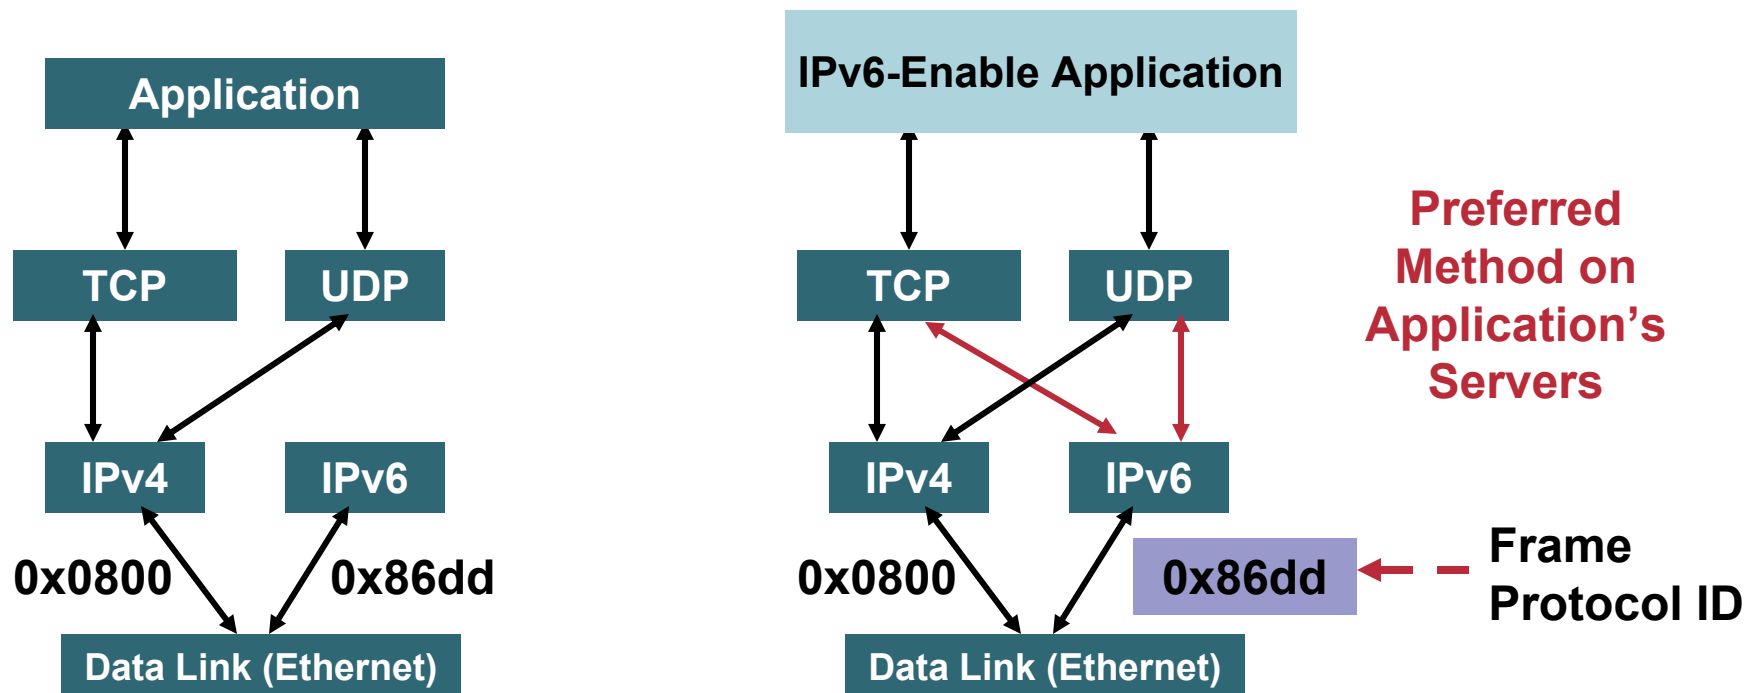 Application
TCP
UDP
IPv4
IPv6
0x0800
0x86dd
Data Link (Ethernet)
IPv6-Enable Application
TCP
UDP
IPv4
IPv6
0x0800
0x86dd
Data Link (Ethernet)
Preferred
Method on
Application’s
Servers
Frame
Protocol ID